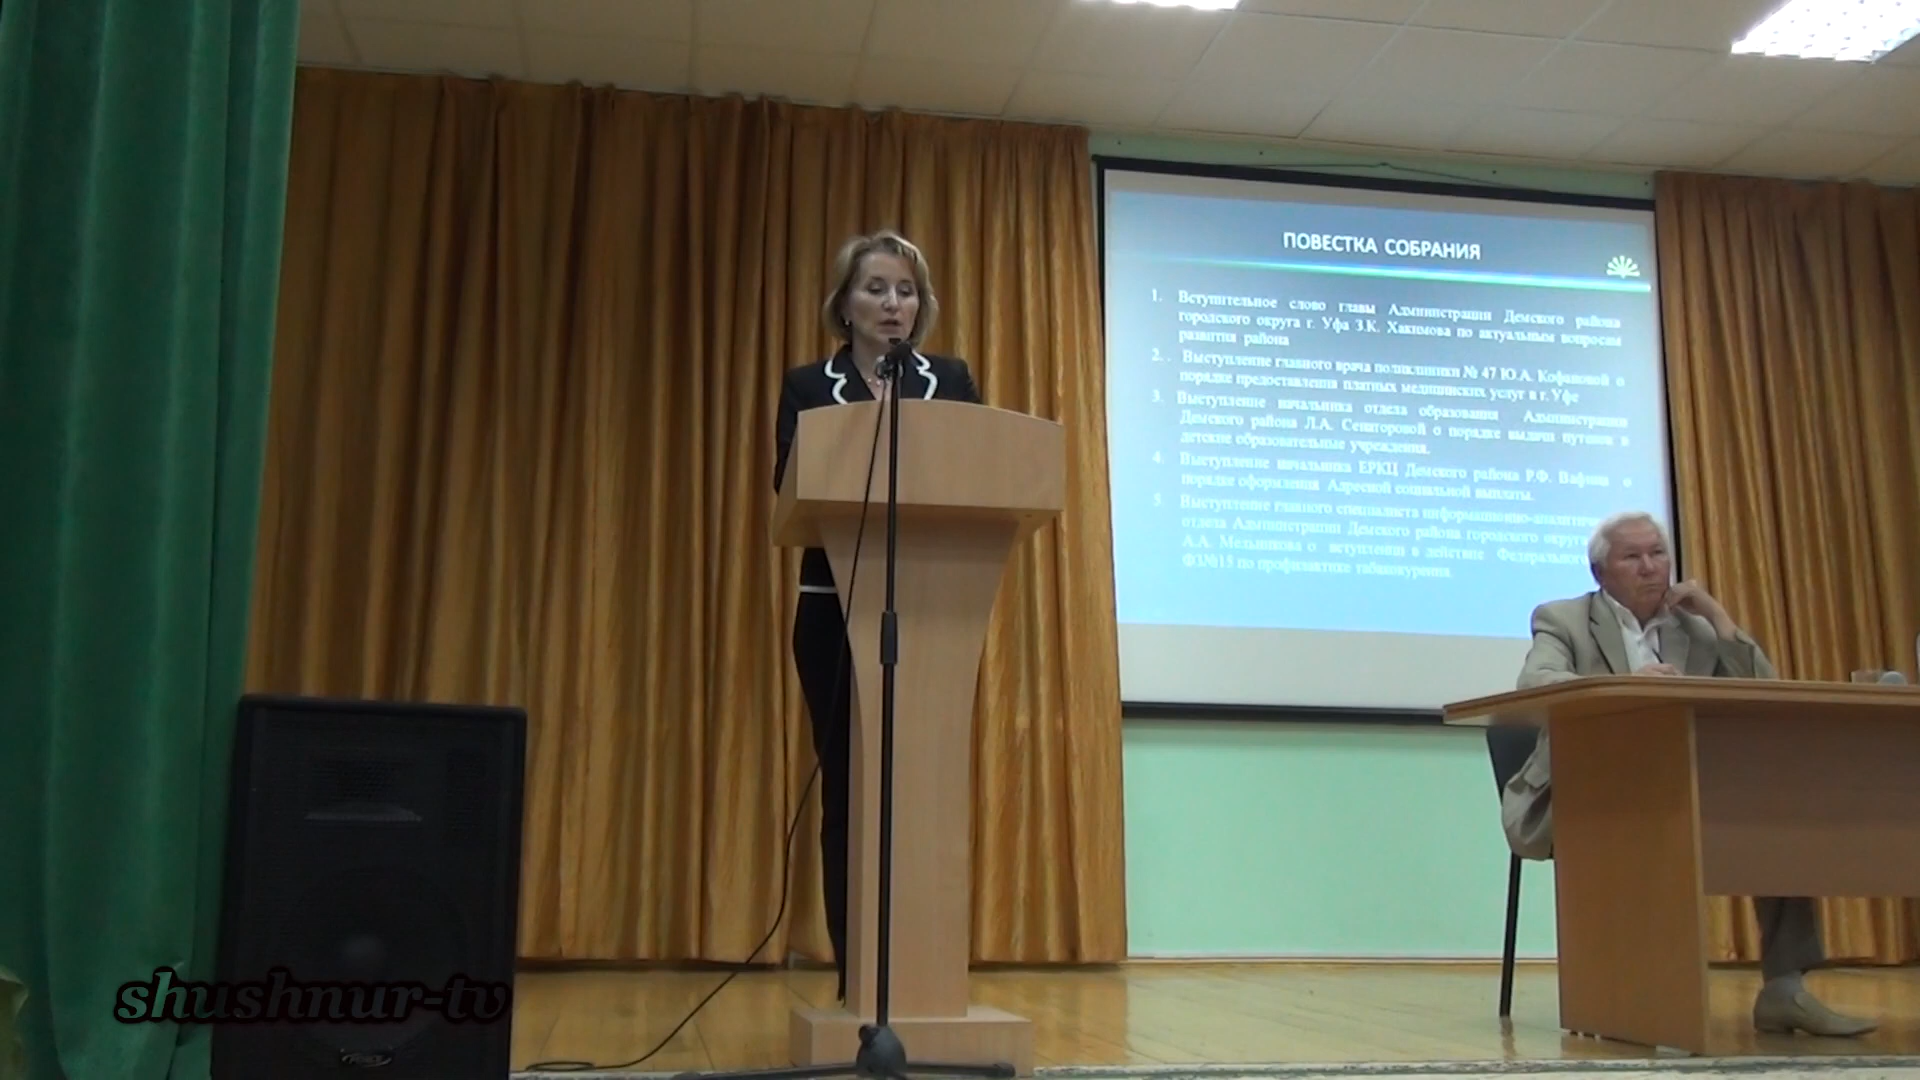 ПОВЕСТКА СОБРАНИЯ
1. Вступительное слово главы Администрации Демского района
городского округа г. Уфа З.К. Хакимова по актуальным вопросам
развития района
2. . Выступление главного врача поликлиники № 47 Ю.А. Кофановой о
порядке предоставления платных медицинских услуг в г. Уфе
3. Выступление начальника отдела образования Администрации
Демского района Л.А. Сенаторовой о порядке выдачи путевок в
детские образовательные учреждения.
4. Выступление начальника ЕРКЦ Демского района Р.Ф. о
порядке оформления Адресной социальной выплаты.
5. Выступление главного специалиста информационно-аналитичес
отдела Администрации Демского района городского округа
А.А. Мельникова о вступлении в действие Федерального
ФЗ№15 по профилактике табакокурения
shushnur-tv